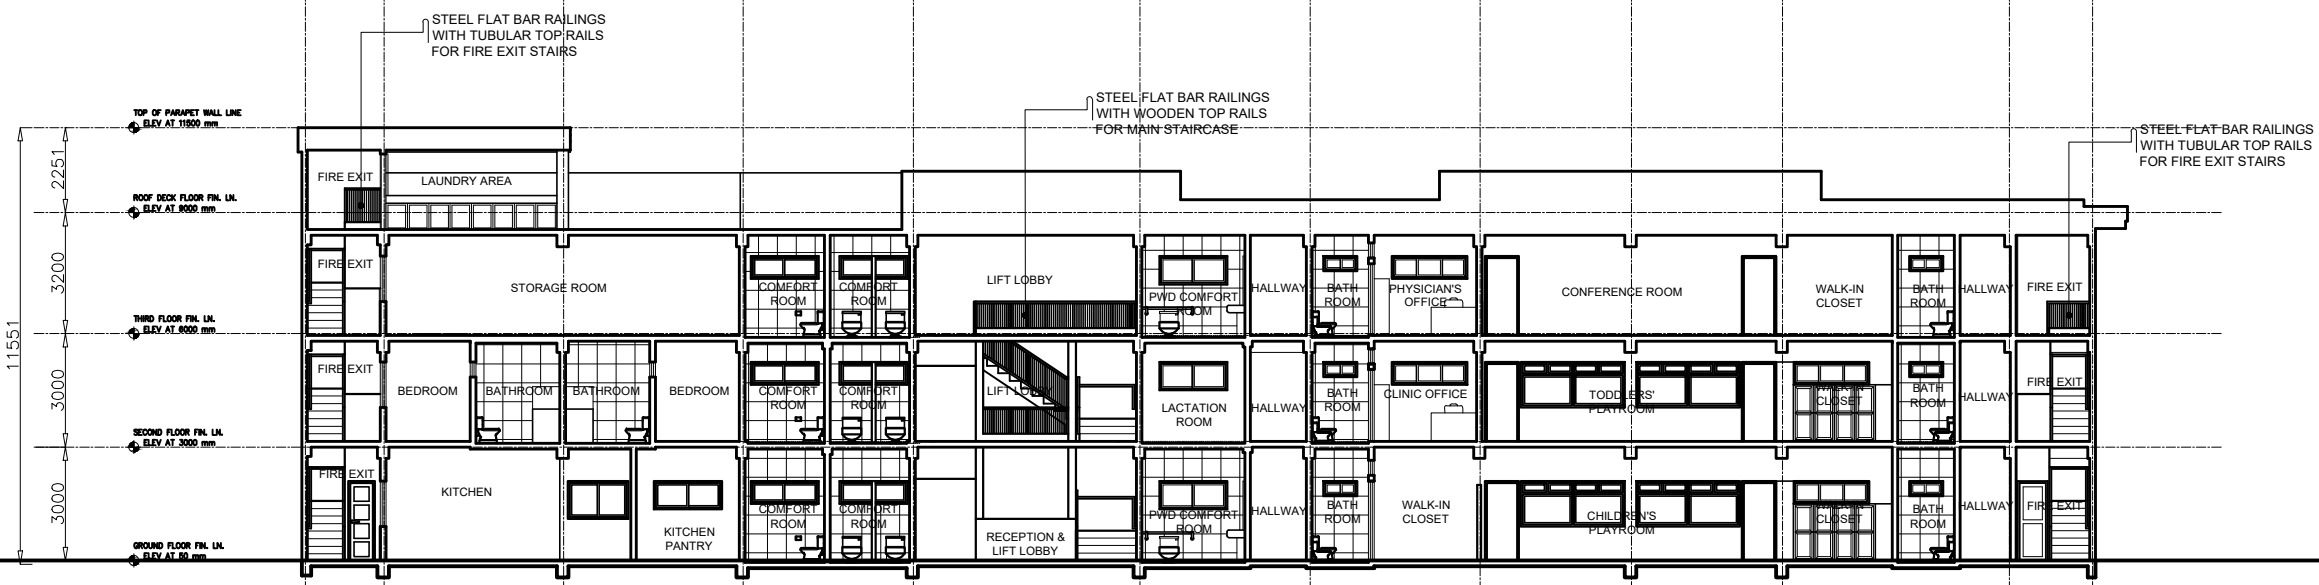 STEEL FLAT BAR RAILINGS
WITH TUBULAR TOP RAILS
FOR FIRE EXIT STAIRS
STEEL FLAT BAR RAILINGS
WITH WOODEN TOP RAILS
FOR MAIN STAIRCASE
STEEL FLAT BAR RAILINGS
WITH TUBULAR TOP RAILS
FOR FIRE EXIT STAIRS
TOP OF PARAPET WALL LINE
ELEV AT 11500 mm
2251
FIRE EXIT
LAUNDRY AREA
ROOF DECK FLOOR FIN. LN.
ELEV AT 9000 mm
3200
FIRE EXIT
STORAGE ROOM
COMFORT
ROOM
COMFORT
ROOM
LIFT LOBBY
PWD COMFORT
ROOM
HALLWAY
BATH
ROOM
PHYSICIAN'S
OFFICE
CONFERENCE ROOM
WALK-IN
CLOSET
BATH
ROOM
HALLWAY
FIRE EXIT
THIRD FLOOR FIN. LN.
ELEV AT 6000 mm
11551
3000
FIRE EXIT
BEDROOM
BATHROOM
BATHROOM
BEDROOM
COMFORT
ROOM
COMFORT
ROOM
LIFT LOBBY
LACTATION
ROOM
HALLWAY
BATH
ROOM
CLINIC OFFICE
TODDLERS'
PLAYROOM
WALK-IN
CLOSET
BATH
ROOM
HALLWAY
FIRE EXIT
SECOND FLOOR FIN. LN.
ELEV AT 3000 mm
3000
FIRE EXIT
KITCHEN
KITCHEN
PANTRY
COMFORT
ROOM
COMFORT
ROOM
RECEPTION &
LIFT LOBBY
PWD COMFORT
ROOM
HALLWAY
BATH
ROOM
WALK-IN
CLOSET
CHILDREN'S
PLAYROOM
WALK-IN
CLOSET
BATH
ROOM
HALLWAY
FIRE EXIT
GROUND FLOOR FIN. LN.
ELEV AT 50 mm